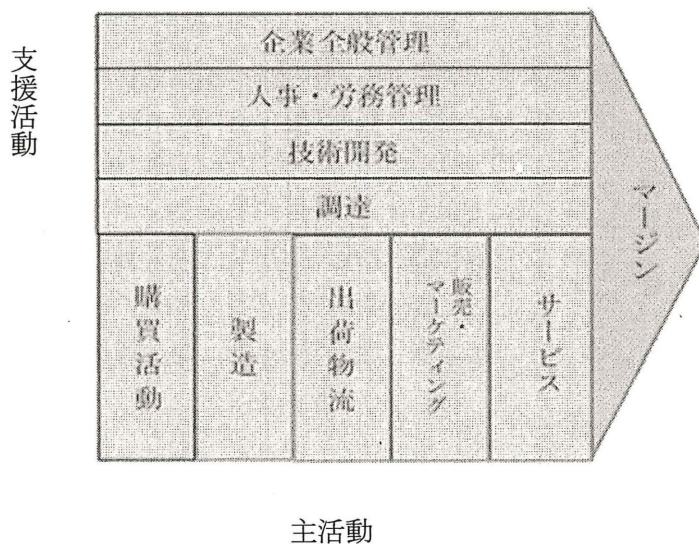 支援活動
企業全般管理
人事・労務管理
技術開発
調達
購買活動
製造
出荷物流
販売・
マーケティング
サービス
マージン
主活動